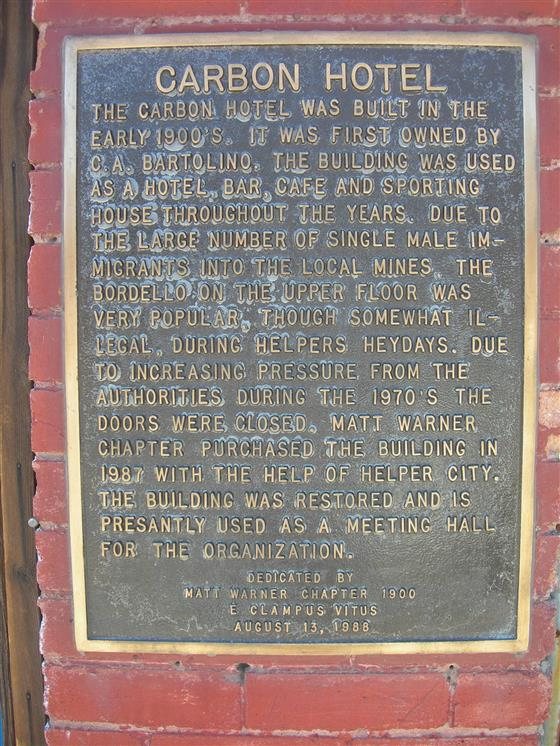 CARBON HOTEL
THE CARBON HOTEL WAS BUILT IN THE
EARLY 1900'S. IT WAS FIRST OWNED BY
C.A. BARTOLINO. THE BUILDING WAS USED
AS A HOTEL, BAR, CAFE AND SPORTING
HOUSE THROUGHOUT THE YEARS. DUE TO
THE LARGE NUMBER OF SINGLE MALE IM-
MIGRANTS INTO THE LOCAL MINES, THE
BORDELLO ON THE UPPER FLOOR WAS
VERY POPULAR, THOUGH SOMEWHAT IL-
LEGAL, DURING HELPERS HEYDAYS. DUE
TO INCREASING PRESSURE FROM THE
AUTHORITIES DURING THE 1970'S THE
DOORS WERE CLOSED. MATT WARNER
CHAPTER PURCHASED THE BUILDING IN
1987 WITH THE HELP OF HELPER CITY.
THE BUILDING WAS RESTORED AND IS
PRESANTLY USED AS A MEETING HALL
FOR THE ORGANIZATION.
DEDICATED BY
MATT WARNER CHAPTER 1900
E CLAMPUS VITUS
AUGUST 13, 1988